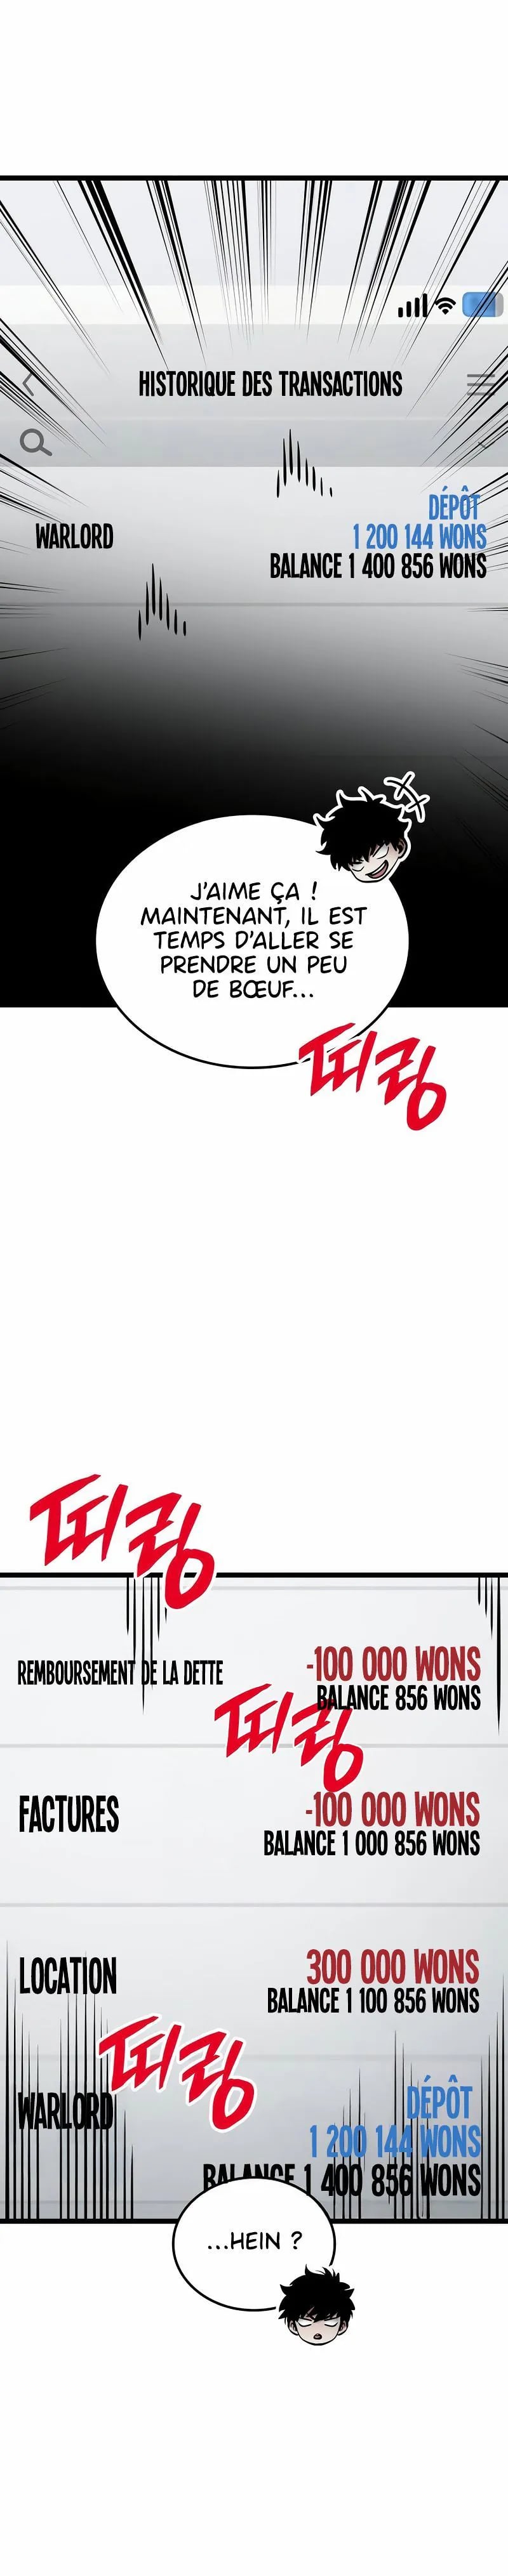 HISTORIQUE DES TRANSACTIONS
DÉPÔT
WARLORD
1 200 144 WONS
BALANCE 1 400 856 WONS
J'AIME ÇA !
MAINTENANT, IL EST
TEMPS D'ALLER SE
PRENDRE UN PEU
DE BŒUF...
띠링
띠링
REMBOURSEMENT DE LA DETTE
-100 000 WONS
BALANCE 856 WONS
띠링
FACTURES
-100 000 WONS
BALANCE 1 000 856 WONS
LOCATION
300 000 WONS
BALANCE 1 100 856 WONS
띠링
WARLORD
DÉPÔT
1 200 144 WONS
BALANCE 1 400 856 WONS
...HEIN ?